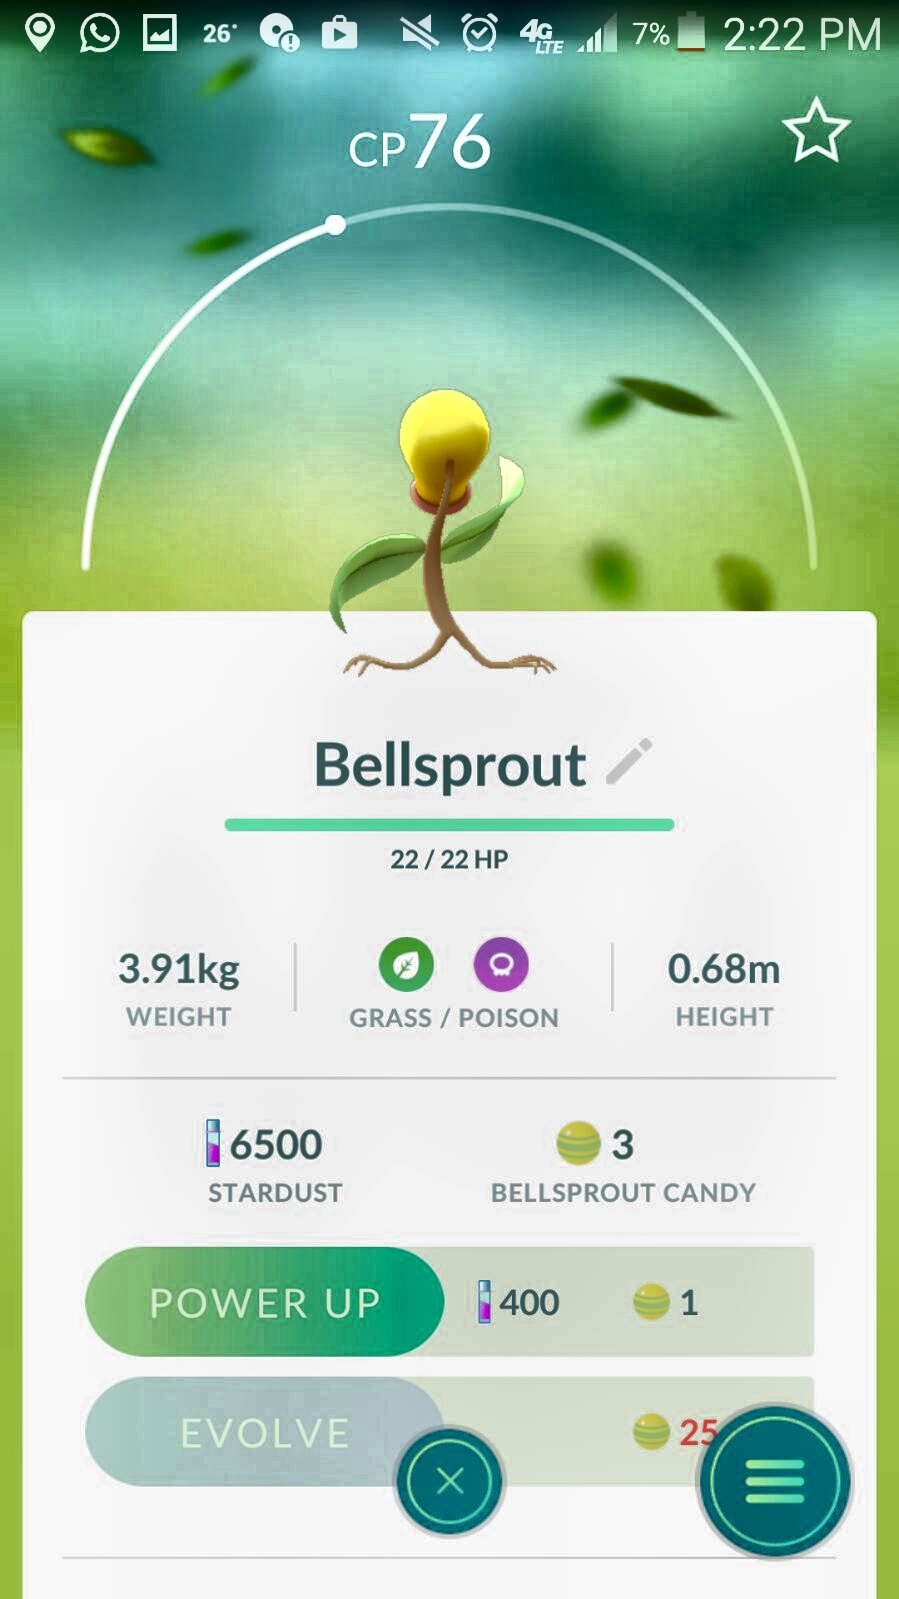 26° 4G LTE 7% 2:22 PM
CP76
Bellsprout
22 / 22 HP
3.91kg
WEIGHT
GRASS / POISON
0.68m
HEIGHT
6500
STARDUST
3
BELLSPROUT CANDY
POWER UP 400 1
EVOLVE 25